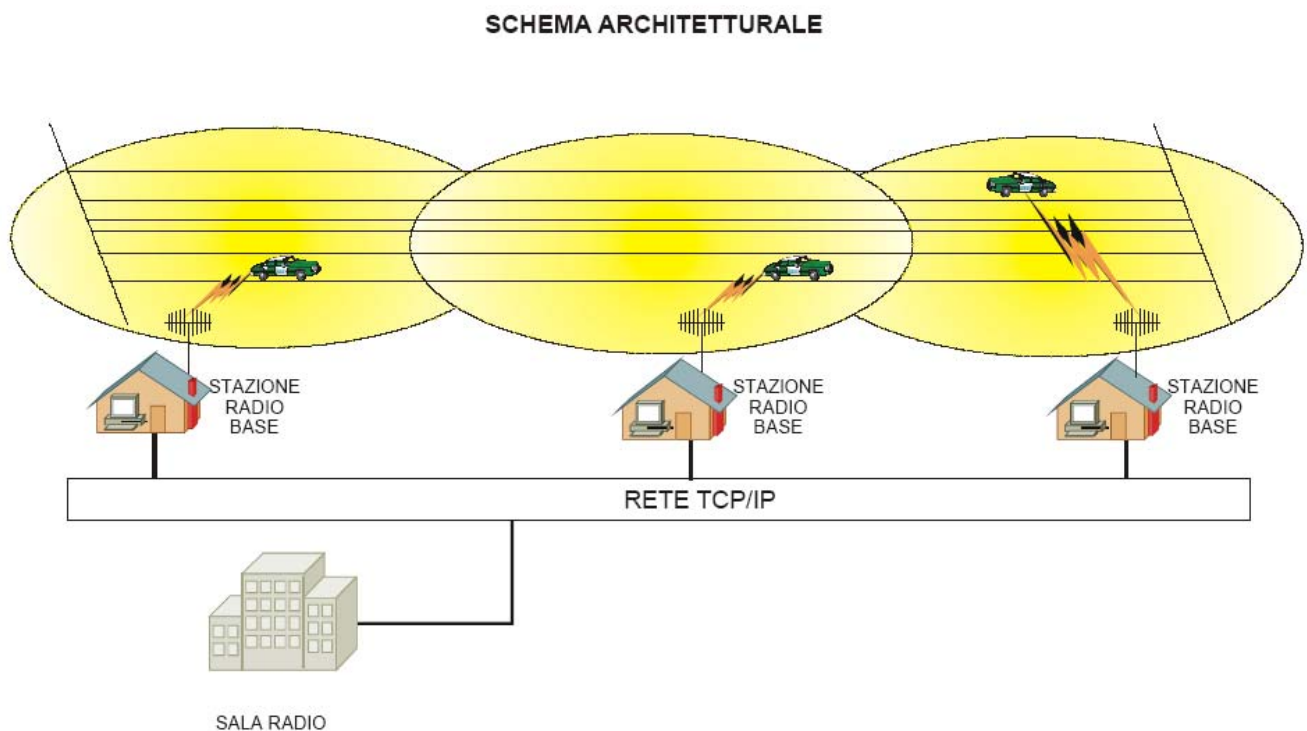 SCHEMA ARCHITETTURALE
STAZIONE
RADIO
BASE
STAZIONE
RADIO
BASE
STAZIONE
RADIO
BASE
RETE TCP/IP
SALA RADIO